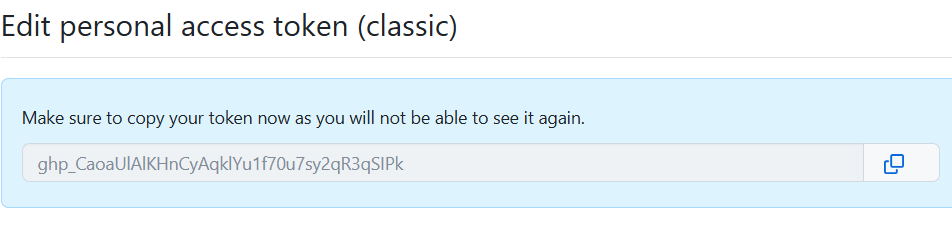 Edit personal access token (classic)
Make sure to copy your token now as you will not be able to see it again.